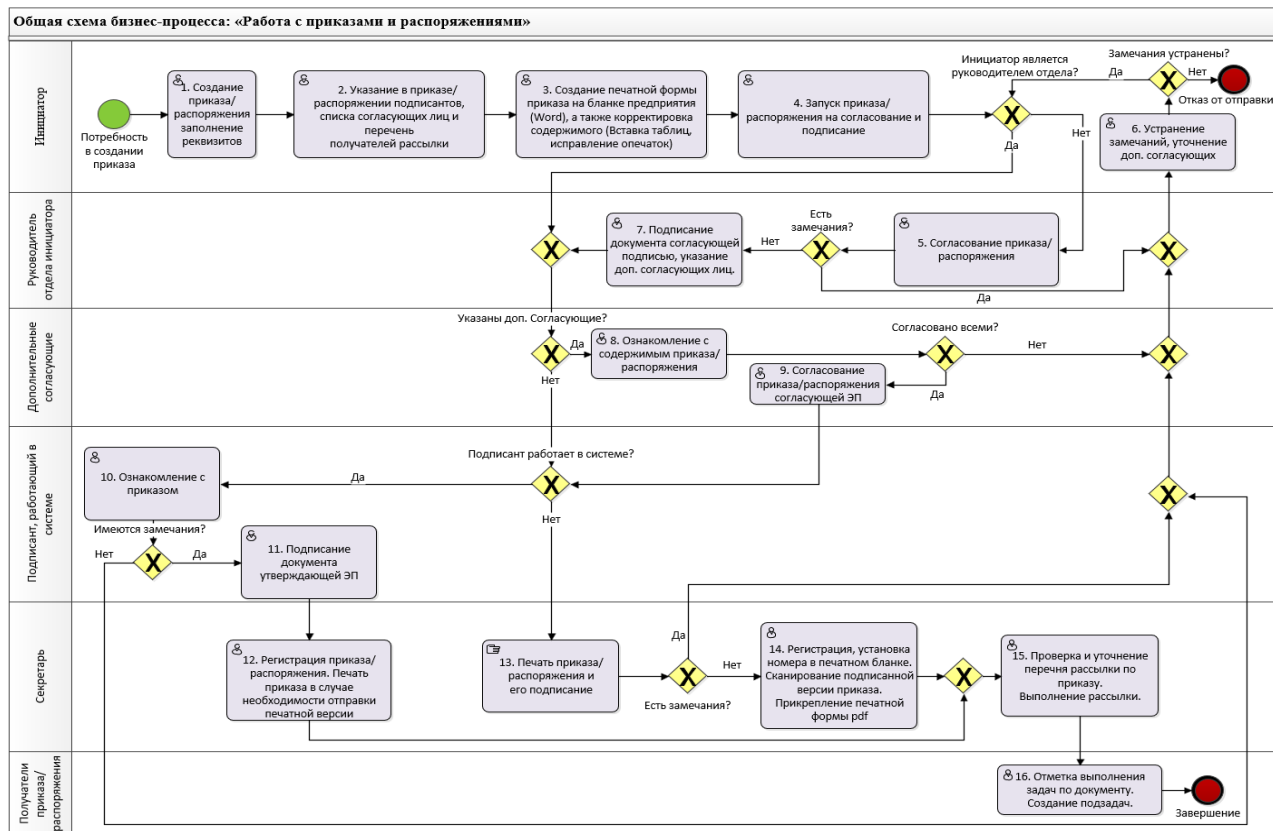 Общая схема бизнес-процесса: «Работа с приказами и распоряжениями»
Инициатор
Потребность
в создании
приказа
1. Создание
приказа/
распоряжения
заполнение
реквизитов
2. Указание в приказе/
распоряжении подписантов,
списка согласующих лиц и
перечень
получателей рассылки
3. Создание печатной формы
приказа на бланке предприятия
(Word), а также корректировка
содержимого (Вставка таблиц,
исправление опечаток)
4. Запуск приказа/
распоряжения на согласование и
подписание
Инициатор является
руководителем отдела?
Да
Нет
Замечания устранены?
Да
Нет
Отказ от отправки
6. Устранение
замечаний, уточнение
доп. согласующих
Руководитель
отдела инициатора
7. Подписание
документа согласующей
подписью, указание
доп. согласующих лиц.
Есть
замечания?
Нет
Да
5. Согласование приказа/
распоряжения
Дополнительные
согласующие
Указаны доп. Согласующие?
Да
Нет
8. Ознакомление с
содержимым приказа/
распоряжения
Согласовано всеми?
Нет
Да
9. Согласование
приказа/распоряжения
согласующей ЭП
Подписант, работающий в
системе
10. Ознакомление с
приказом
Подписант работает в системе?
Да
Нет
Имеются замечания?
Нет
Да
11. Подписание
документа
утверждающей ЭП
Секретарь
12. Регистрация приказа/
распоряжения. Печать
приказа в случае
необходимости отправки
печатной версии
13. Печать приказа/
распоряжения и
его подписание
Да
Нет
Есть замечания?
14. Регистрация, установка
номера в печатном бланке.
Сканирование подписанной
версии приказа.
Прикрепление печатной
формы pdf
15. Проверка и уточнение
перечня рассылки по
приказу.
Выполнение рассылки.
Получатели
приказа/
распоряжения
16. Отметка выполнения
задач по документу.
Создание подзадач.
Завершение